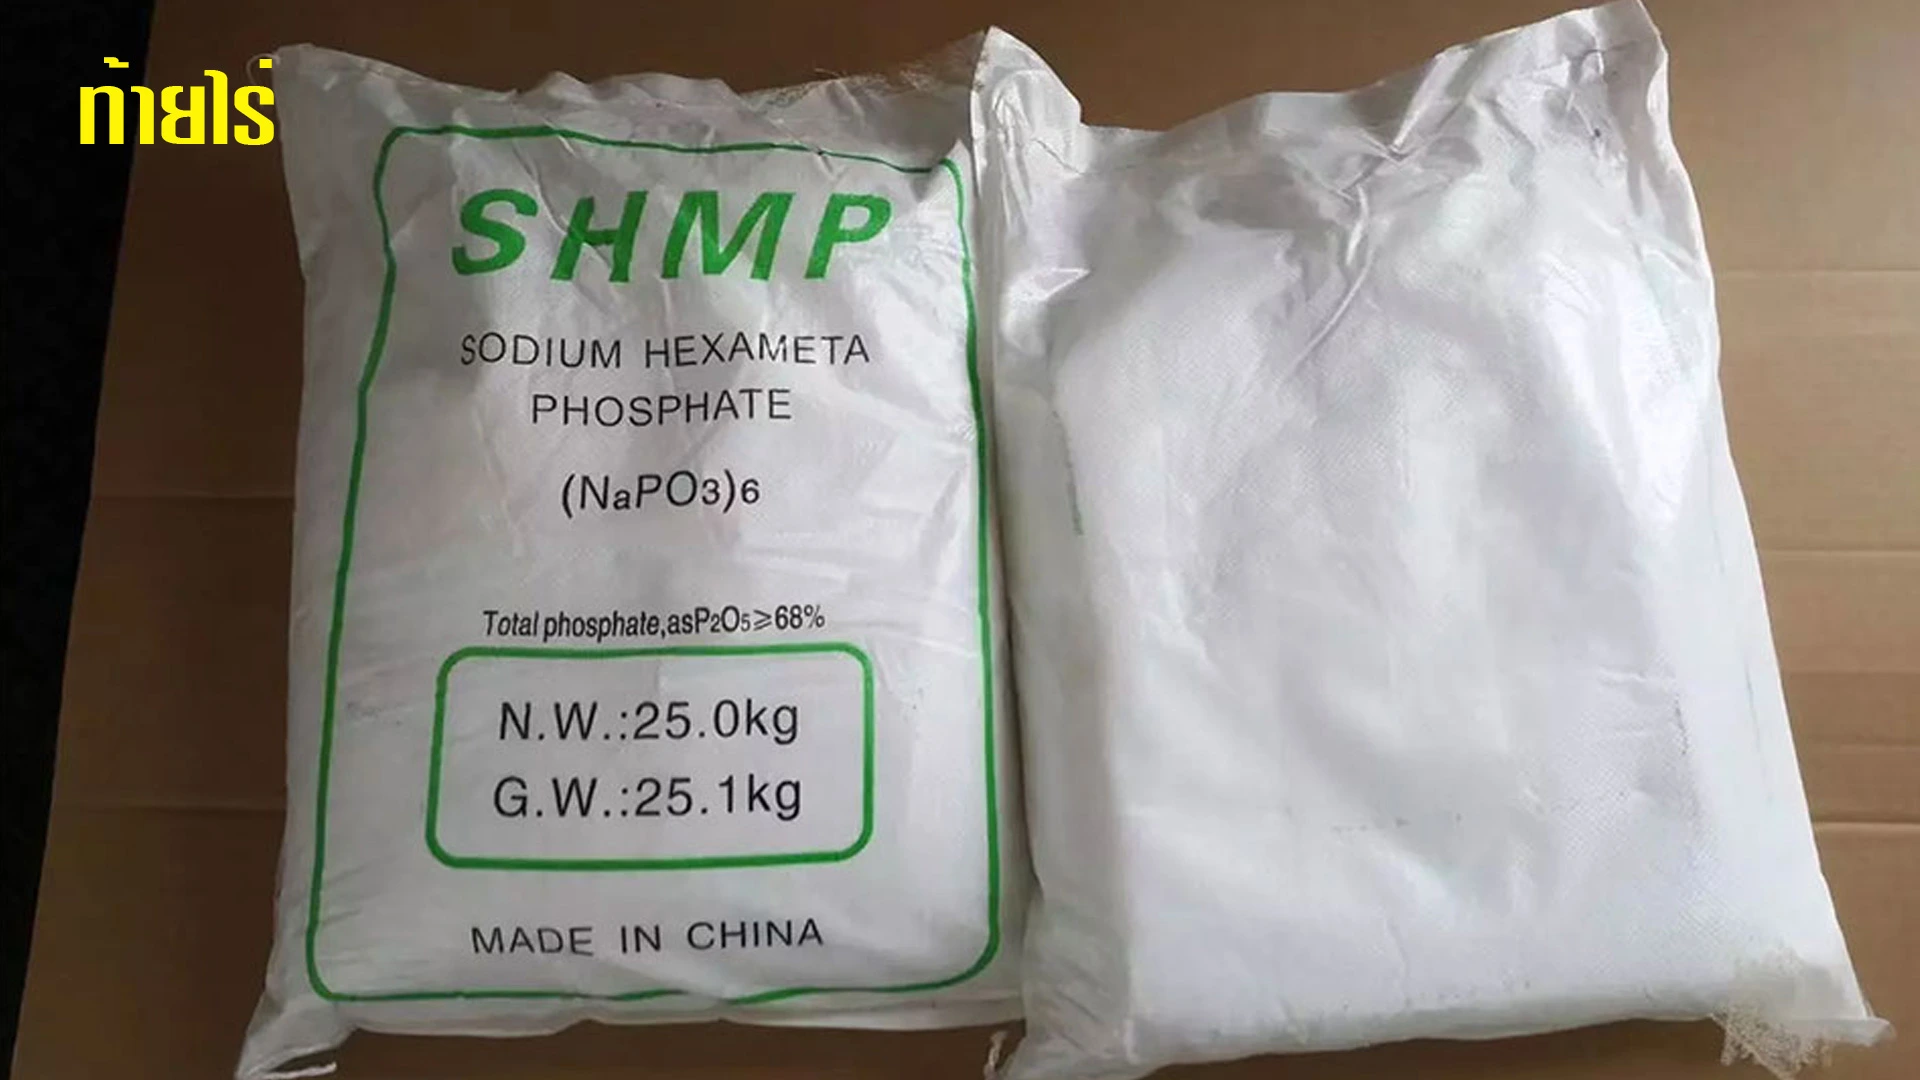 ท้ายไร่
SHMP
SODIUM HEXAMETA
PHOSPHATE
(NaPO3)6
Total phosphate,asP2O5≥68%
N.W.:25.0kg
G.W.:25.1kg
MADE IN CHINA